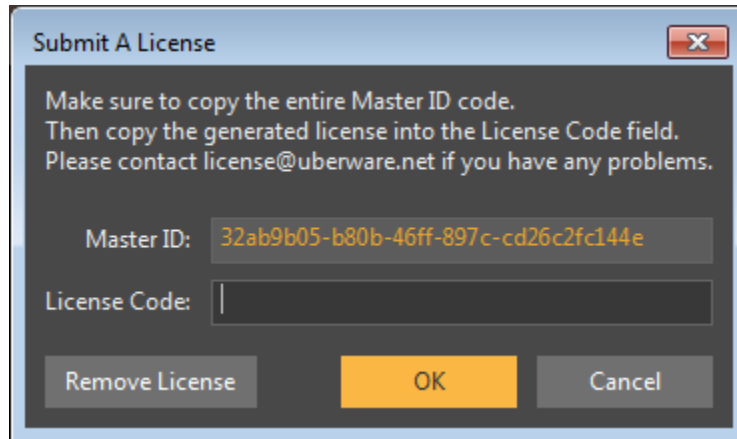 Submit A License
Make sure to copy the entire Master ID code.
Then copy the generated license into the License Code field.
Please contact license@uberware.net if you have any problems.
Master ID: 32ab9b05-b80b-46ff-897c-cd26c2fc144e
License Code:
Remove License OK Cancel